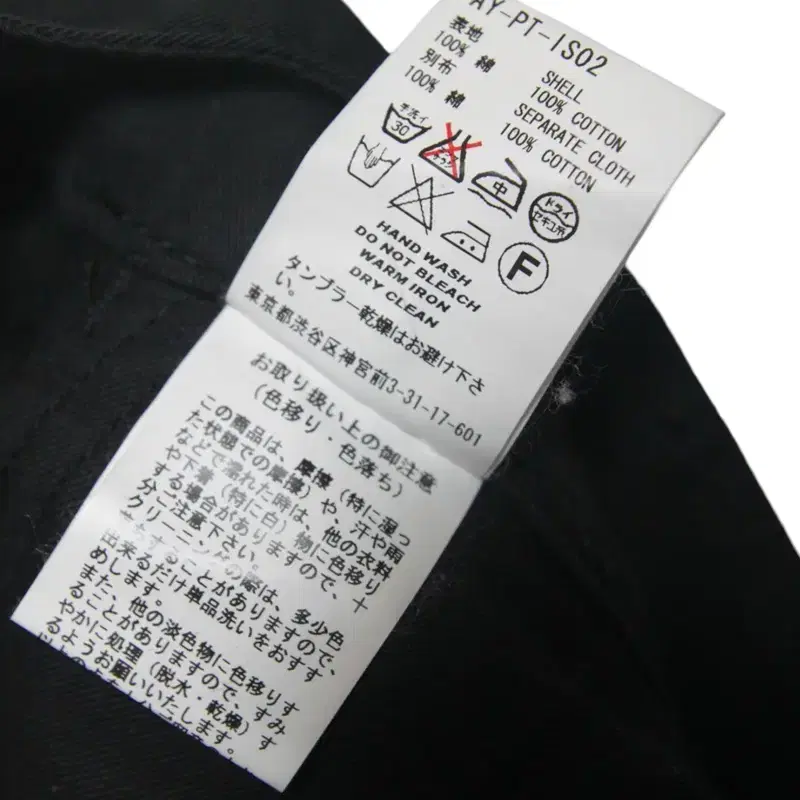 AY-PT-IS02
表地 SHELL
100% 綿 100% COTTON
別布 SEPARATE CLOTH
100% 綿 100% COTTON
手洗イ
30
中
ドライ
セキユ系
F
HAND WASH
DO NOT BLEACH
WARM IRON
DRY CLEAN
タンブラー乾燥はお避け下さ
い。
東京都渋谷区神宮前3-31-17-601
お取り扱い上の御注意
(色移り・色落ち)
この商品は、摩擦(特に湿っ
た状態での摩擦)や、汗や雨
などで濡れた時は、他の衣料
や下着(特に白)物に色移り
する場合がありますので、十
分ご注意下さい。
クリーニングの際は、多少色
することがありますので、
出来るだけ単品洗いをおすす
めします。
また、他の淡色物に色移りす
ることがありますので、すみ
やかに処理(脱水・乾燥)す
るようお願いいたします。